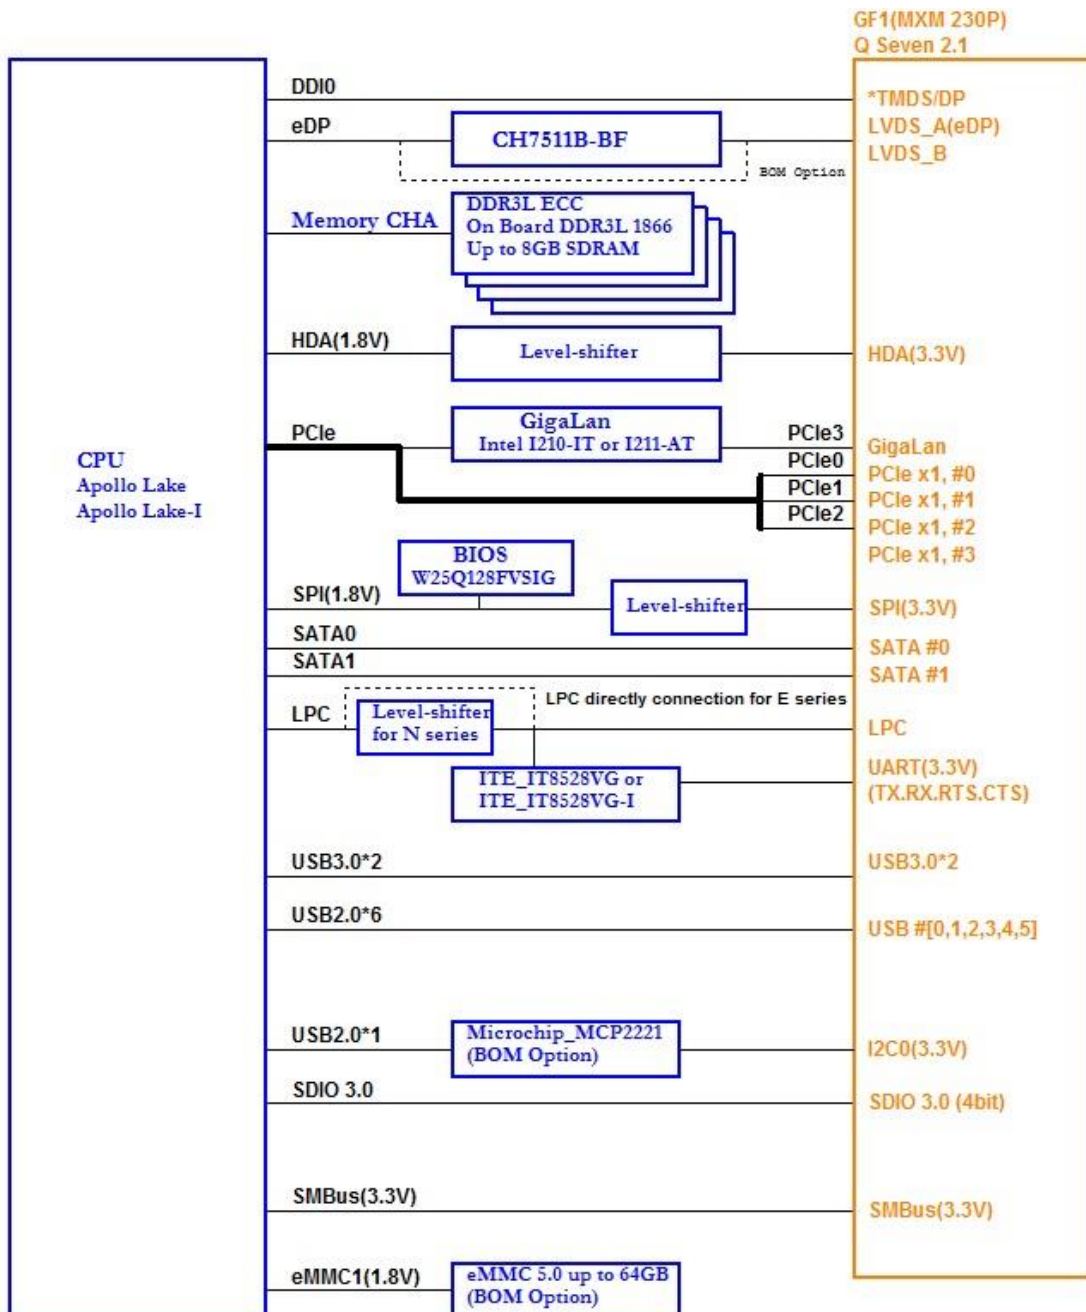 GF1(MXM 230P)
Q Seven 2.1
DDI0
*TMDS/DP
eDP
CH7511B-BF
LVDS_A(eDP)
LVDS_B
BOM Option
Memory CHA
DDR3L ECC
On Board DDR3L 1866
Up to 8GB SDRAM
HDA(1.8V)
Level-shifter
HDA(3.3V)
PCIe
GigaLan
Intel I210-IT or I211-AT
PCIe3
GigaLan
CPU
Apollo Lake
Apollo Lake-I
PCIe0
PCIe x1, #0
PCIe1
PCIe x1, #1
PCIe2
PCIe x1, #2
PCIe x1, #3
BIOS
W25Q128FVSIG
SPI(1.8V)
Level-shifter
SPI(3.3V)
SATA0
SATA #0
SATA1
SATA #1
LPC directly connection for E series
LPC
Level-shifter
for N series
LPC
ITE_IT8528VG or
ITE_IT8528VG-I
UART(3.3V)
(TX.RX.RTS.CTS)
USB3.0*2
USB3.0*2
USB2.0*6
USB #[0,1,2,3,4,5]
USB2.0*1
Microchip_MCP2221
(BOM Option)
I2C0(3.3V)
SDIO 3.0
SDIO 3.0 (4bit)
SMBus(3.3V)
SMBus(3.3V)
eMMC1(1.8V)
eMMC 5.0 up to 64GB
(BOM Option)